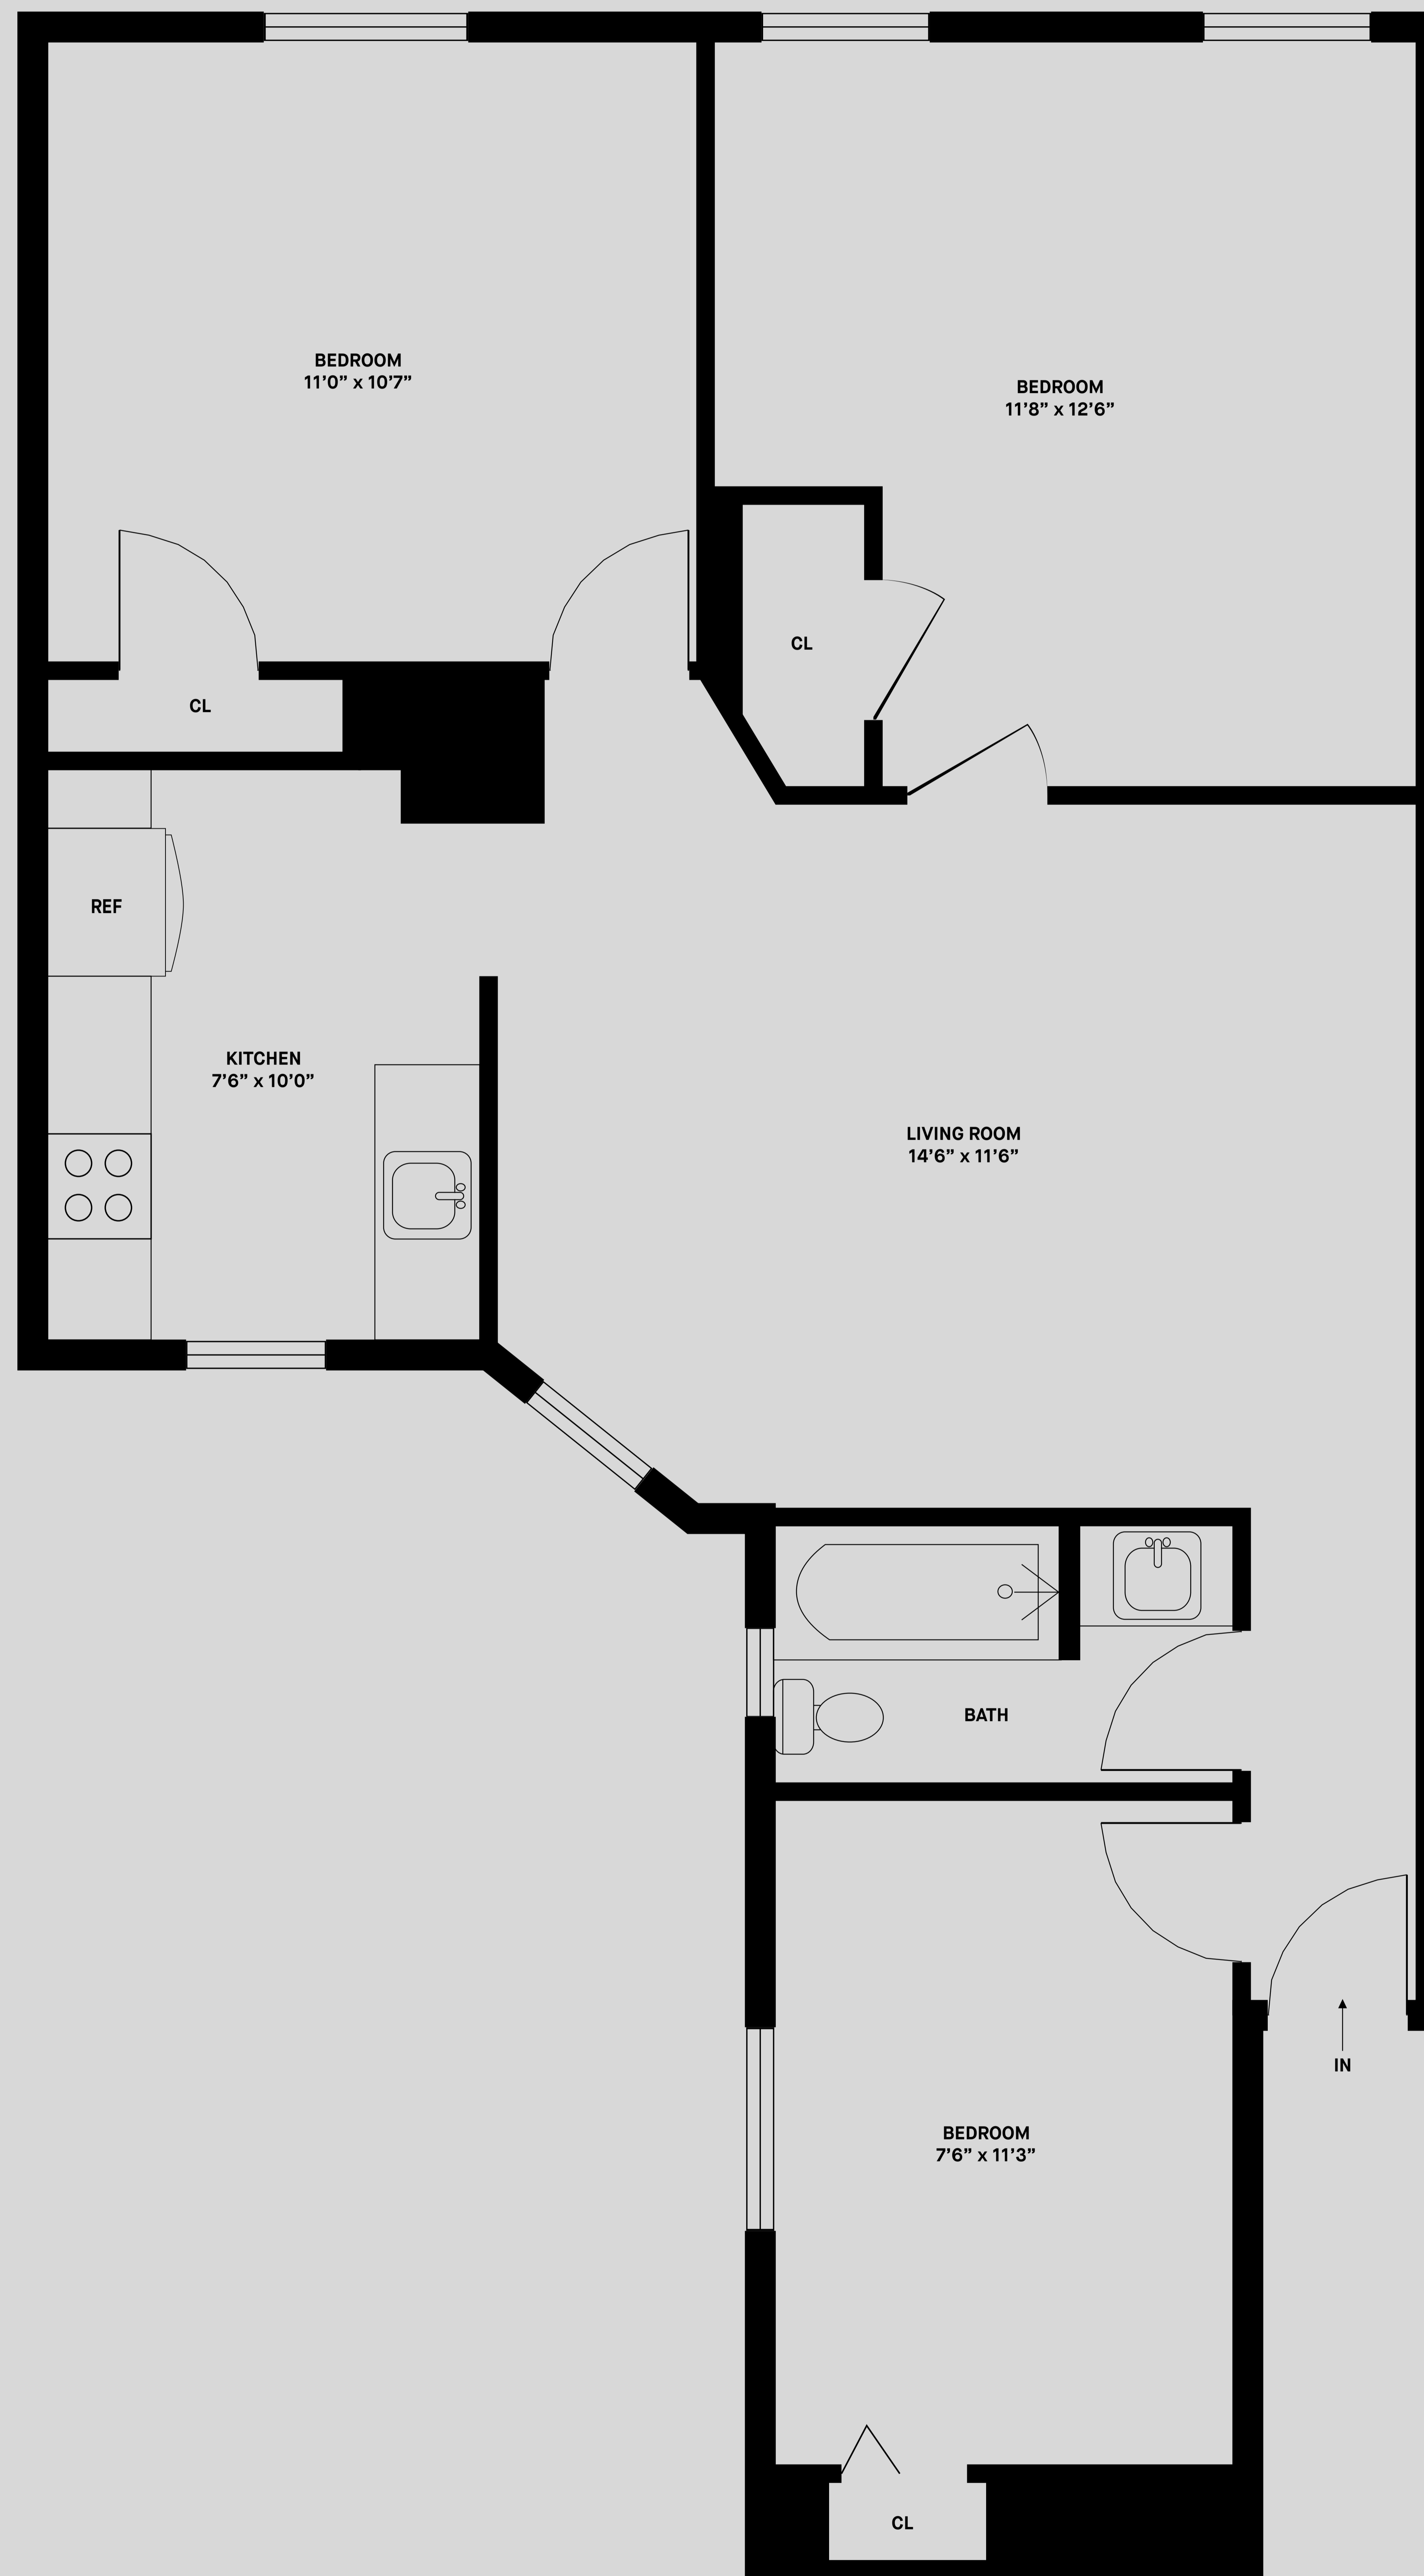 BEDROOM
11’0” x 10’7”
BEDROOM
11’8” x 12’6”
CL
CL
REF
KITCHEN
7’6” x 10’0”
LIVING ROOM
14’6” x 11’6”
BATH
IN
BEDROOM
7’6” x 11’3”
CL